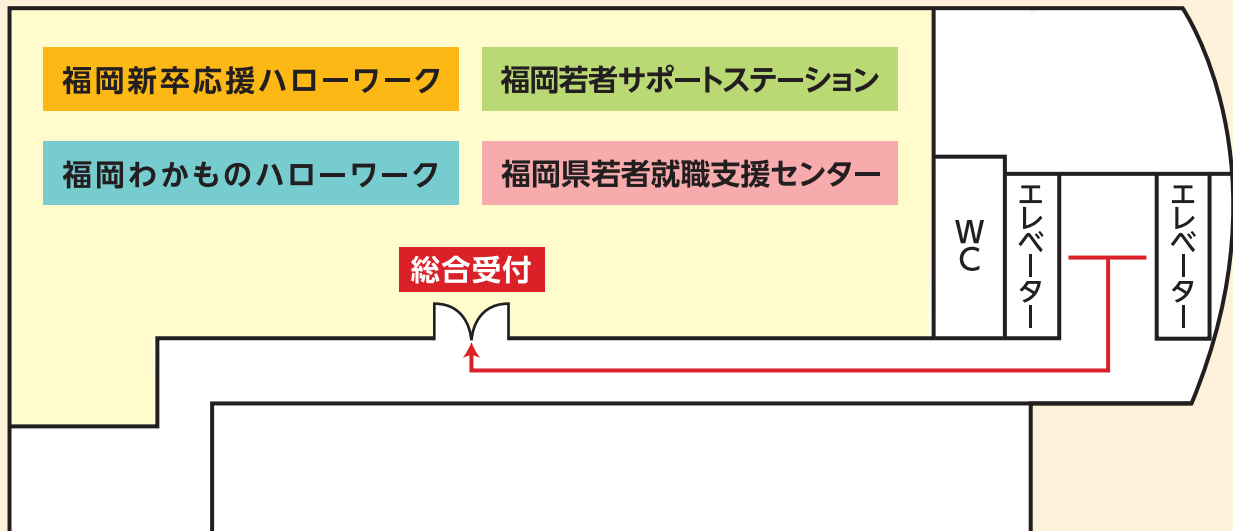 福岡新卒応援ハローワーク
福岡若者サポートステーション
福岡わかものハローワーク
福岡県若者就職支援センター
総合受付
WC
エレベーター
エレベーター